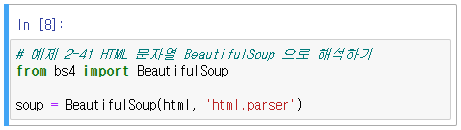 In [8]:
# 예제 2-41 HTML 문자열 BeautifulSoup 으로 해석하기
from bs4 import BeautifulSoup
soup = BeautifulSoup(html, 'html.parser')